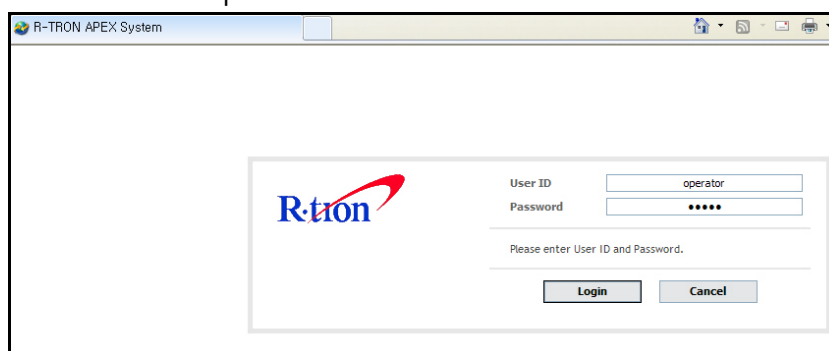 R-TRON APEX System
R·tron
User ID operator
Password •••••
Please enter User ID and Password.
Login Cancel